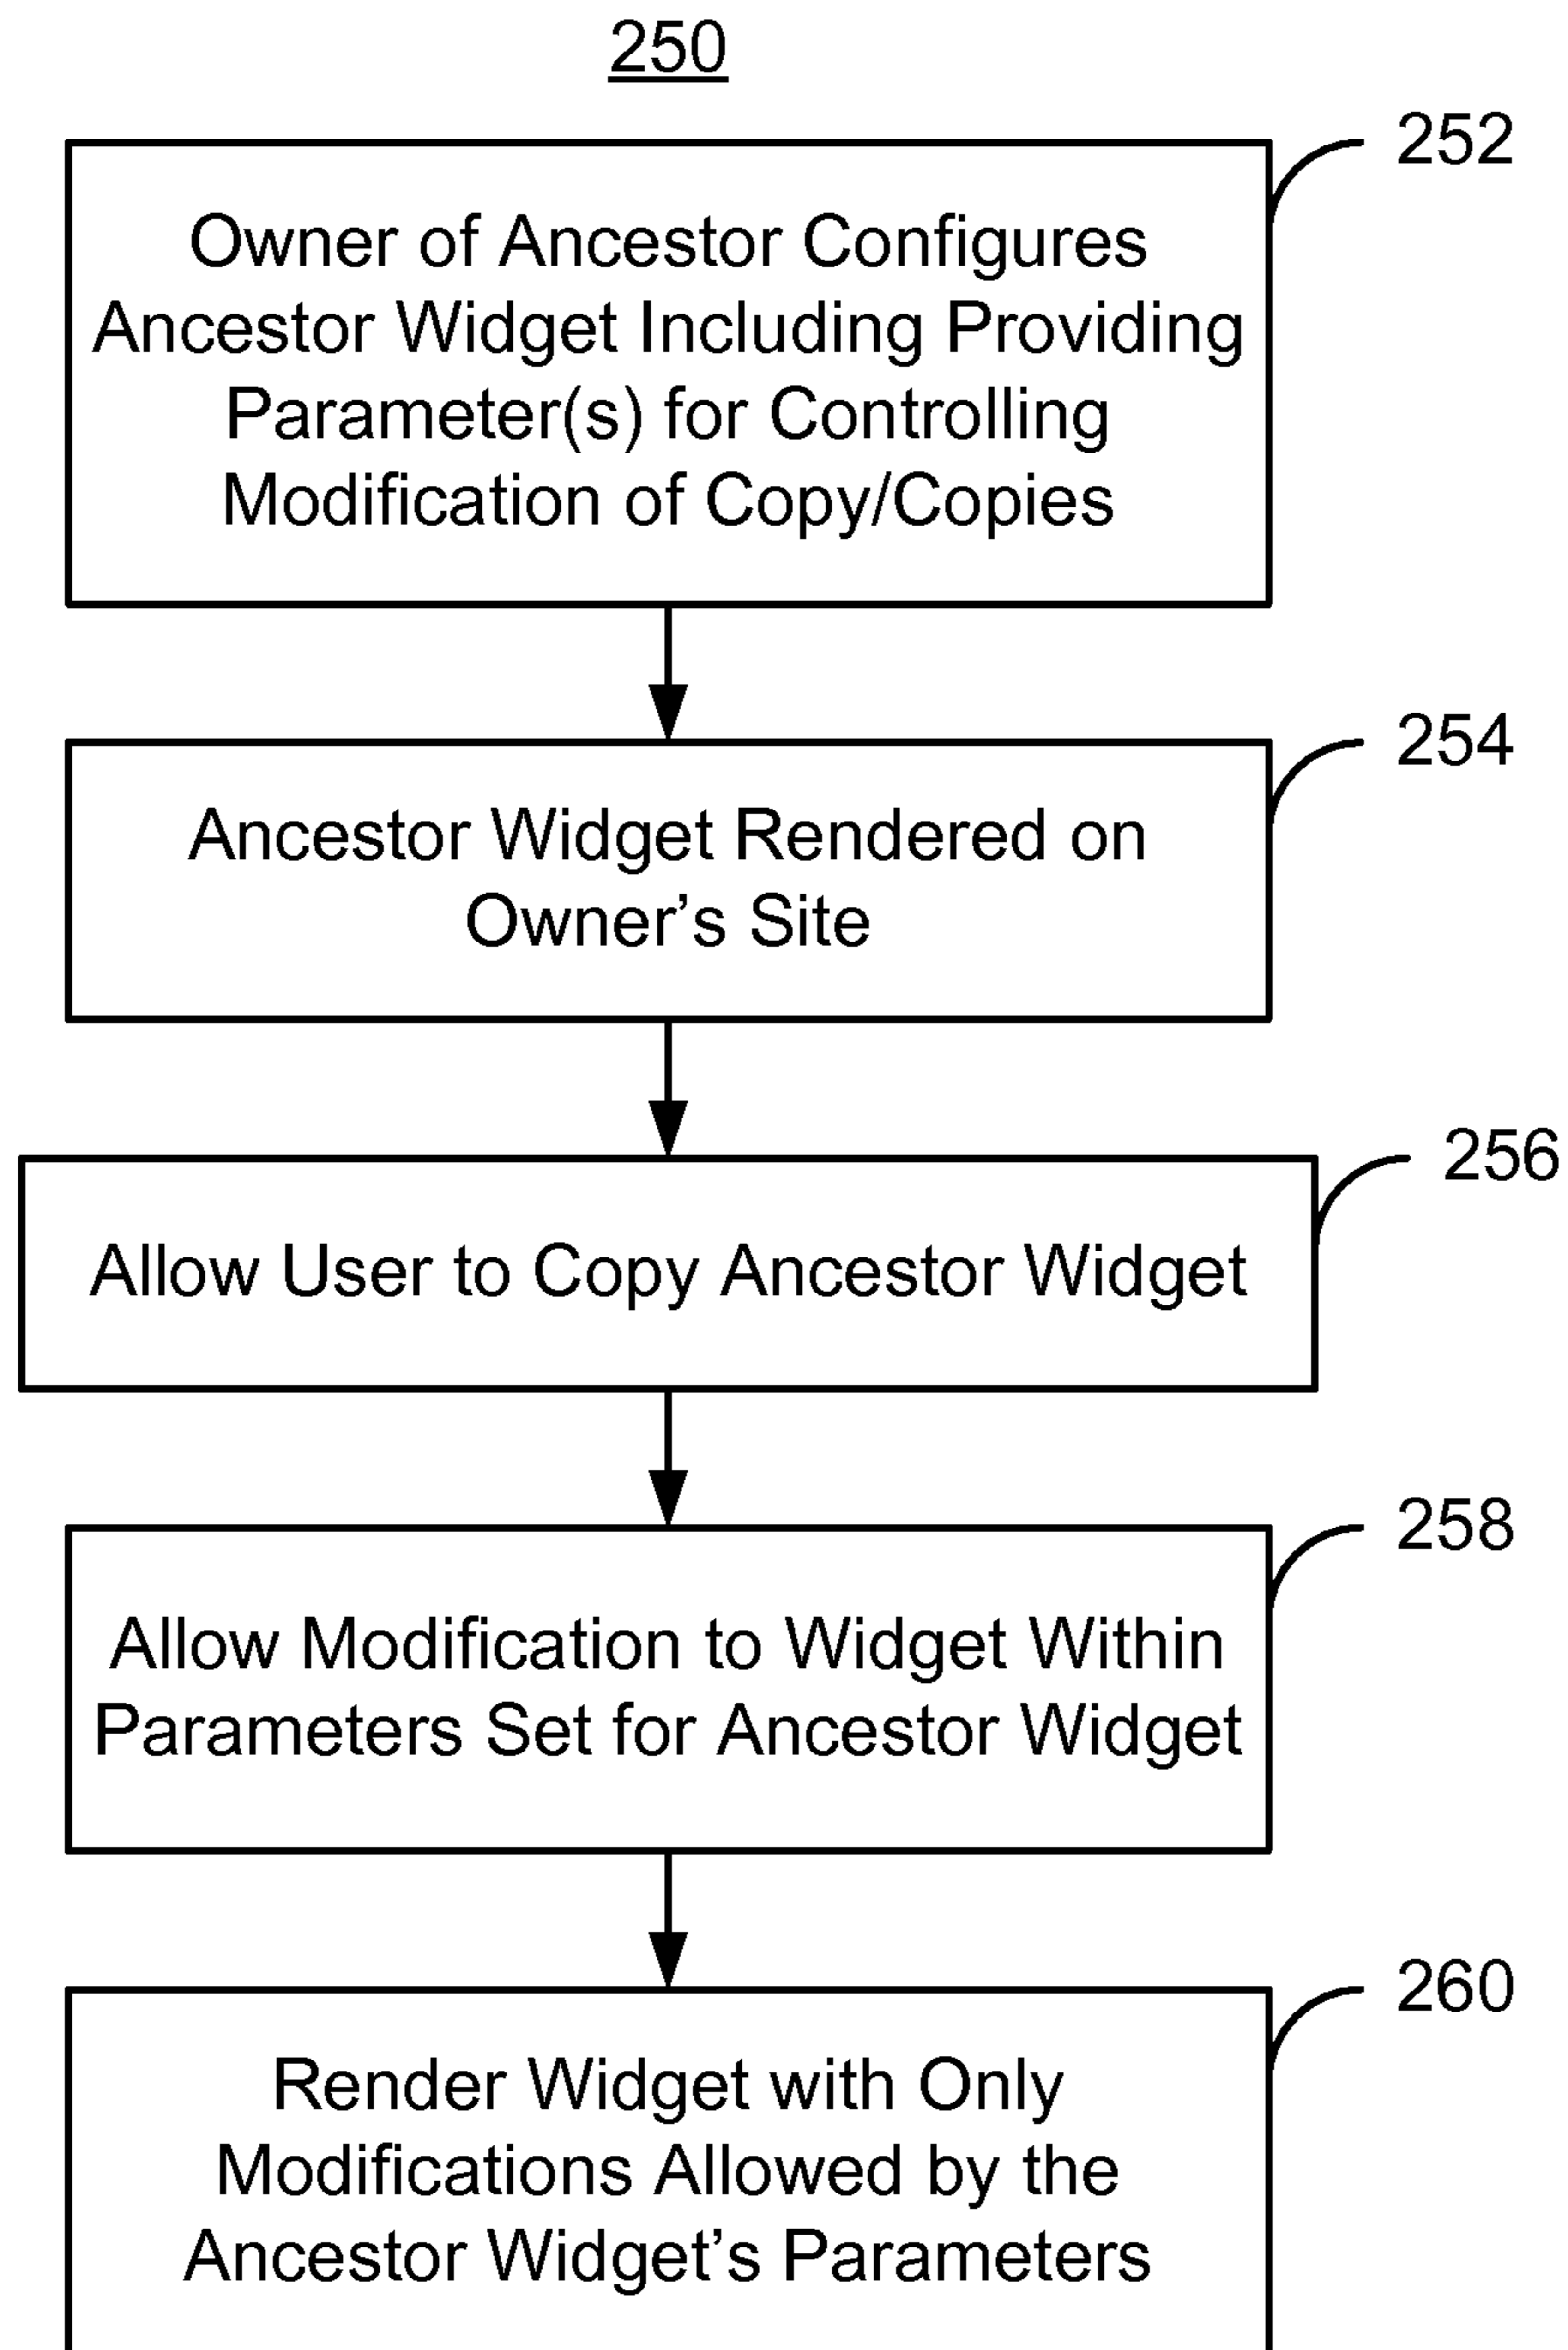 250
252
Owner of Ancestor Configures
Ancestor Widget Including Providing
Parameter(s) for Controlling
Modification of Copy/Copies
254
Ancestor Widget Rendered on
Owner's Site
256
Allow User to Copy Ancestor Widget
258
Allow Modification to Widget Within
Parameters Set for Ancestor Widget
260
Render Widget with Only
Modifications Allowed by the
Ancestor Widget's Parameters